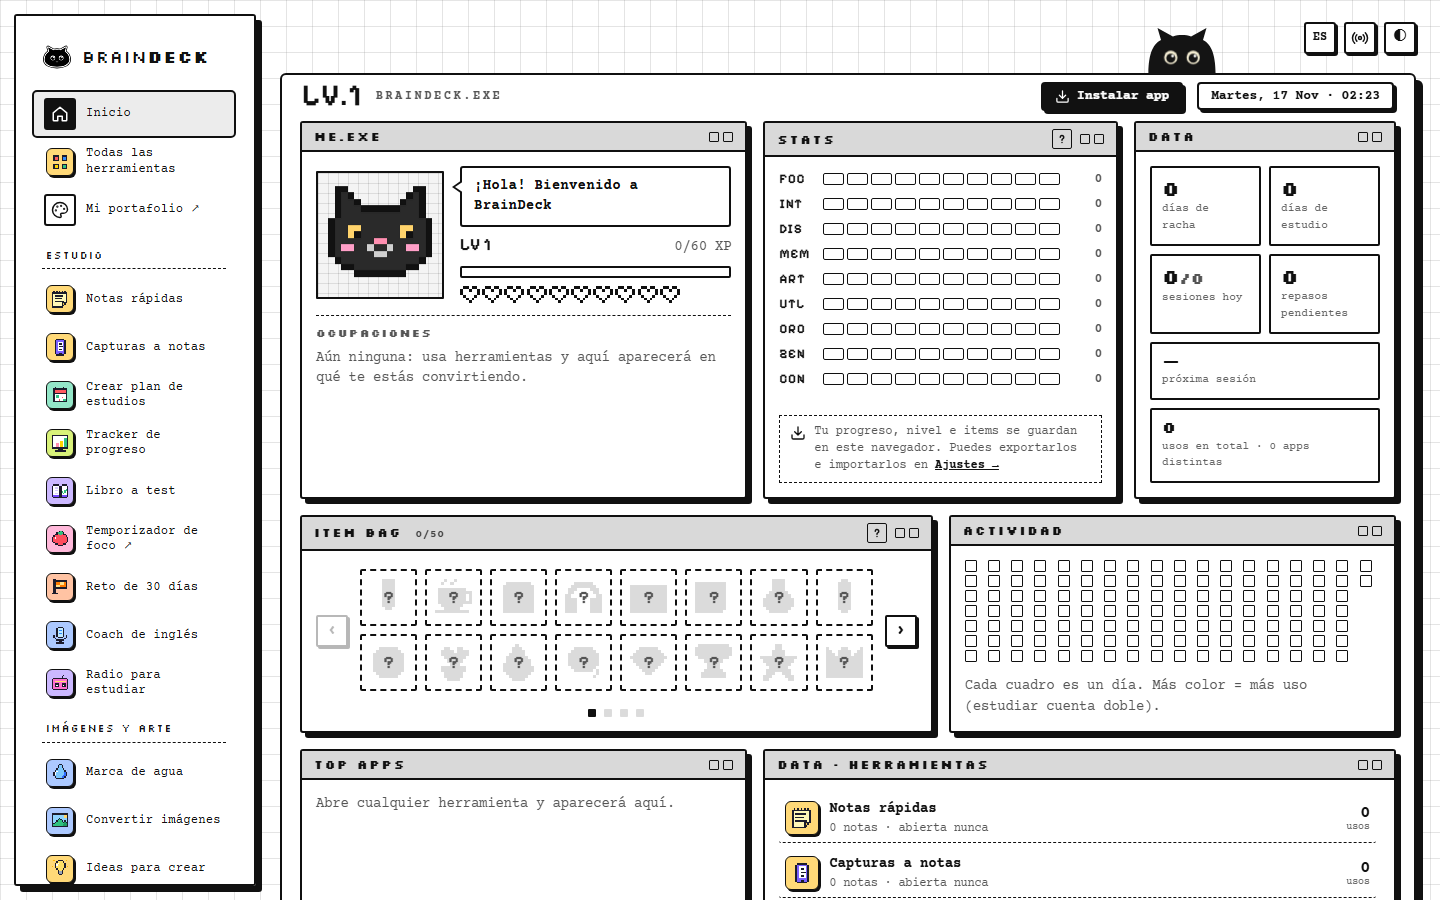 BRAINDECK
Inicio
Todas las
herramientas
Mi portafolio ↗
ESTUDIO
Notas rápidas
Capturas a notas
Crear plan de
estudios
Tracker de
progreso
Libro a test
Temporizador de
foco ↗
Reto de 30 días
Coach de inglés
Radio para
estudiar
IMÁGENES Y ARTE
Marca de agua
Convertir imágenes
Ideas para crear
ES
LV.1 BRAINDECK.EXE
Instalar app
Martes, 17 Nov · 02:23
ME.EXE
¡Hola! Bienvenido a
BrainDeck
LV 1 0/60 XP
OCUPACIONES
Aún ninguna: usa herramientas y aquí aparecerá en
qué te estás convirtiendo.
STATS ?
FOC 0
INT 0
DIS 0
MEM 0
ART 0
UTL 0
ORO 0
ZEN 0
CON 0
Tu progreso, nivel e items se guardan
en este navegador. Puedes exportarlos
e importarlos en Ajustes →
DATA
0
días de
racha
0
días de
estudio
0/0
sesiones hoy
0
repasos
pendientes
—
próxima sesión
0
usos en total · 0 apps
distintas
ITEM BAG 0/50 ?
‹ ? ? ? ? ? ? ? ? ›
? ? ? ? ? ? ? ?
ACTIVIDAD
Cada cuadro es un día. Más color = más uso
(estudiar cuenta doble).
TOP APPS
Abre cualquier herramienta y aparecerá aquí.
DATA · HERRAMIENTAS
Notas rápidas 0
0 notas · abierta nunca usos
Capturas a notas 0
0 notas · abierta nunca usos